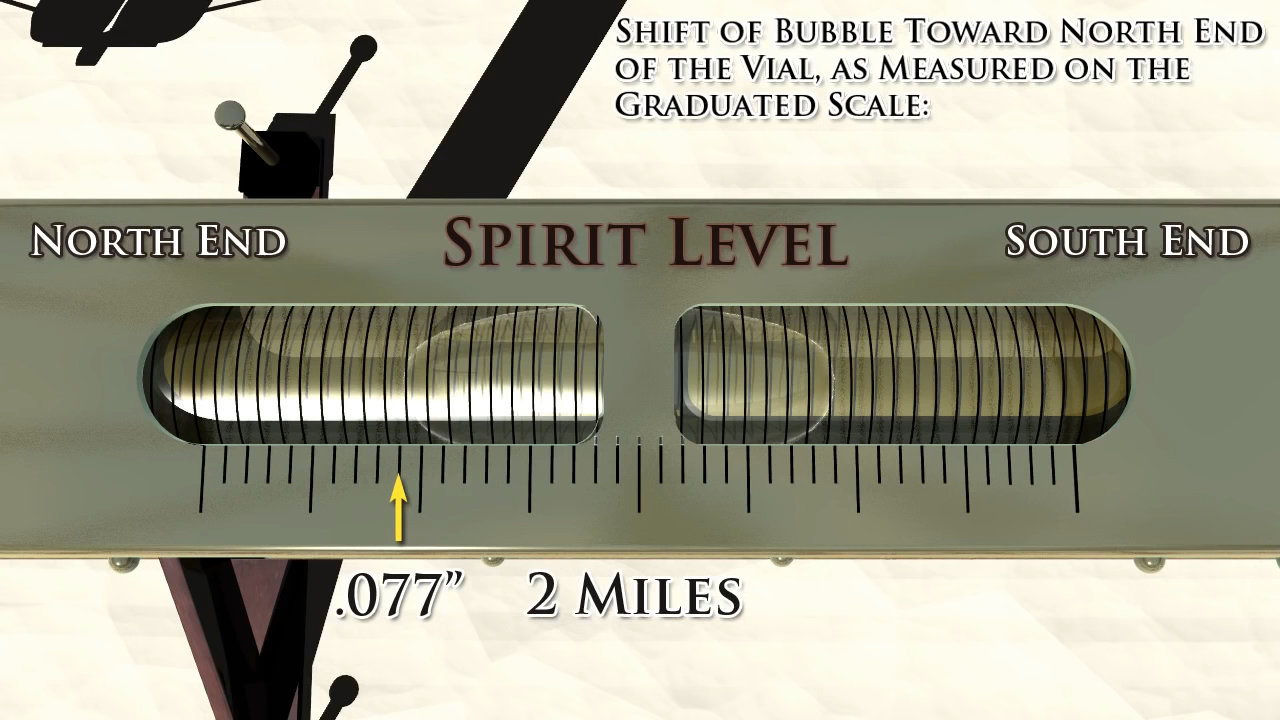 Shift of Bubble Toward North End
of the Vial, as Measured on the
Graduated Scale:
North End
Spirit Level
South End
.077” 2 Miles